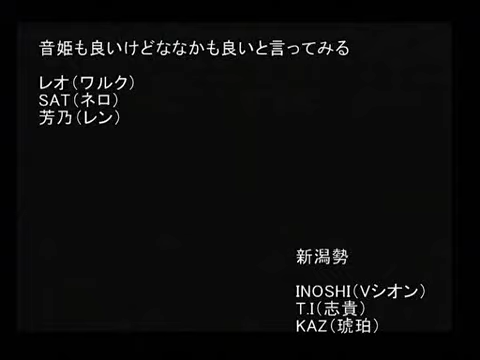 音姫も良いけどななかも良いと言ってみる
レオ(ワルク)
SAT(ネロ)
芳乃(レン)
新潟勢
INOSHI(Vシオン)
T.I(志貴)
KAZ(琥珀)